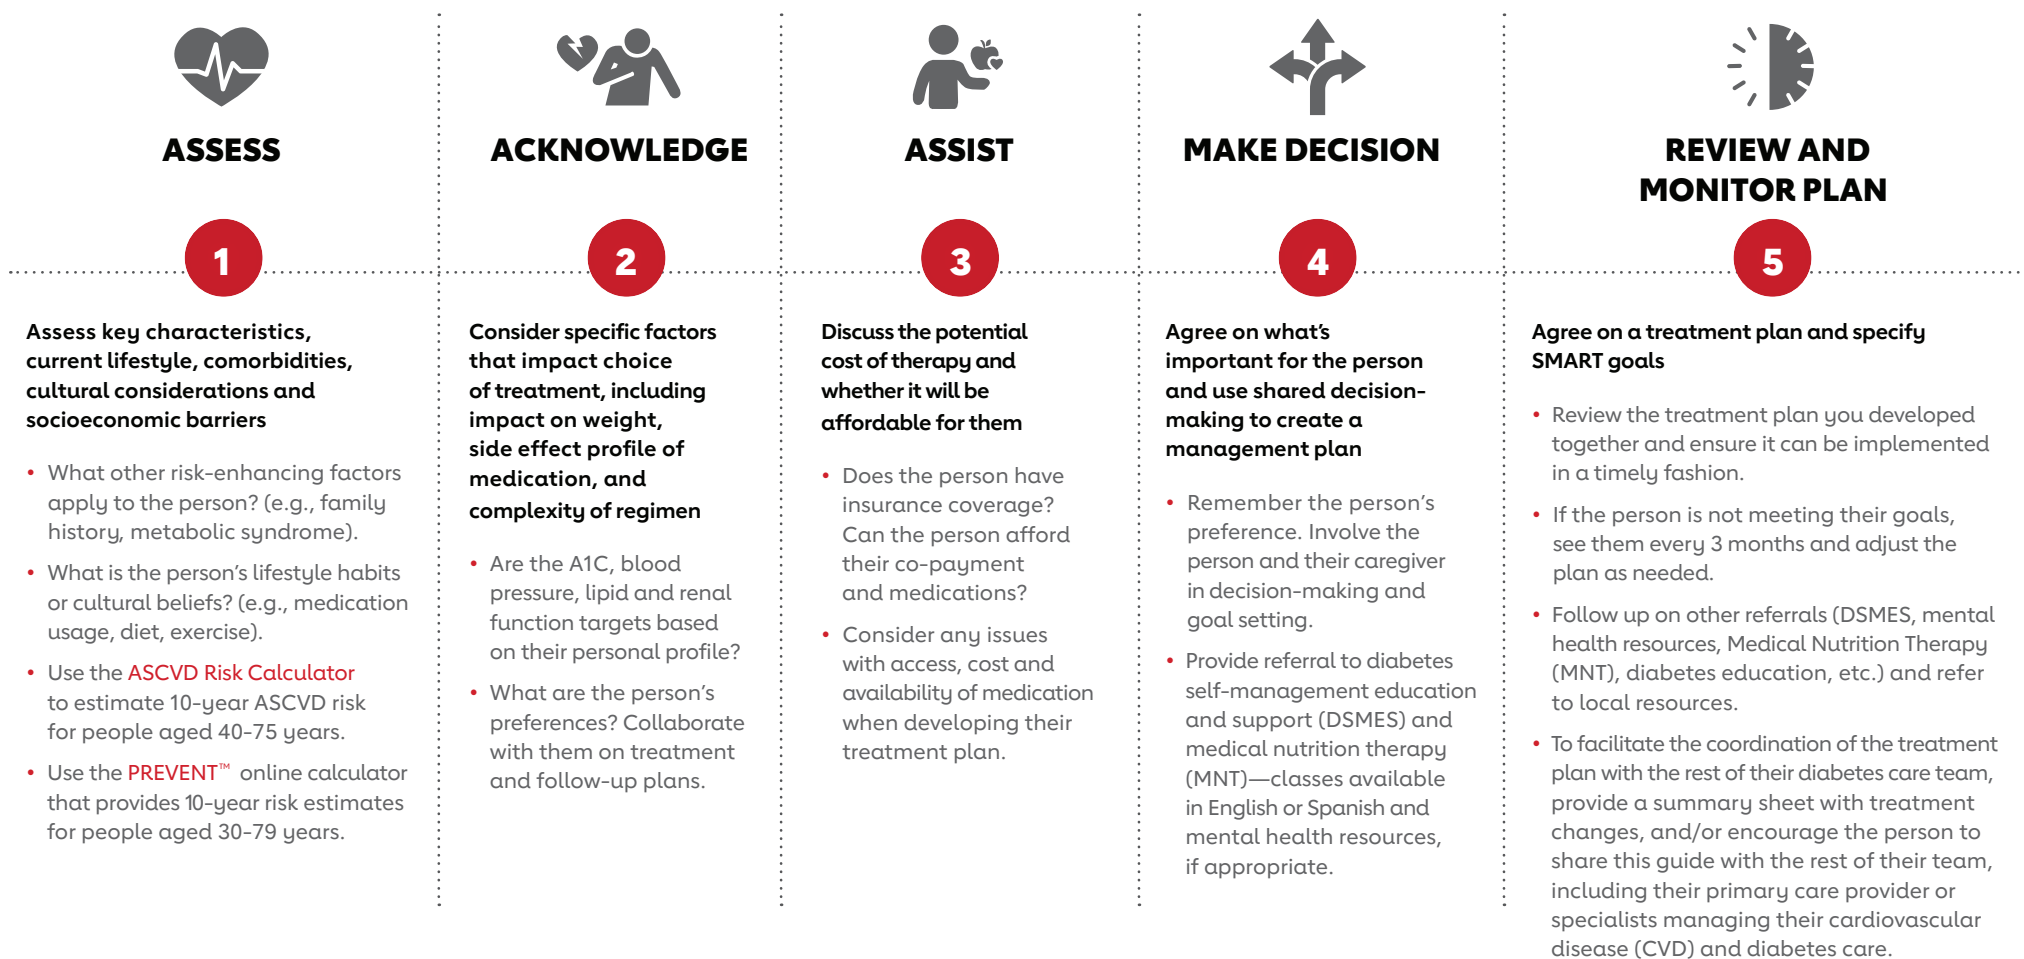 ASSESS
1
Assess key characteristics,
current lifestyle, comorbidities,
cultural considerations and
socioeconomic barriers
• What other risk-enhancing factors
apply to the person? (e.g., family
history, metabolic syndrome).
• What is the person's lifestyle habits
or cultural beliefs? (e.g., medication
usage, diet, exercise).
• Use the ASCVD Risk Calculator
to estimate 10-year ASCVD risk
for people aged 40-75 years.
• Use the PREVENT™ online calculator
that provides 10-year risk estimates
for people aged 30-79 years.
ACKNOWLEDGE
2
Consider specific factors
that impact choice
of treatment, including
impact on weight,
side effect profile of
medication, and
complexity of regimen
• Are the A1C, blood
pressure, lipid and renal
function targets based
on their personal profile?
• What are the person's
preferences? Collaborate
with them on treatment
and follow-up plans.
ASSIST
3
Discuss the potential
cost of therapy and
whether it will be
affordable for them
• Does the person have
insurance coverage?
Can the person afford
their co-payment
and medications?
• Consider any issues
with access, cost and
availability of medication
when developing their
treatment plan.
MAKE DECISION
4
Agree on what's
important for the person
and use shared decision-
making to create a
management plan
• Remember the person's
preference. Involve the
person and their caregiver
in decision-making and
goal setting.
• Provide referral to diabetes
self-management education
and support (DSMES) and
medical nutrition therapy
(MNT)—classes available
in English or Spanish and
mental health resources,
if appropriate.
REVIEW AND
MONITOR PLAN
5
Agree on a treatment plan and specify
SMART goals
• Review the treatment plan you developed
together and ensure it can be implemented
in a timely fashion.
• If the person is not meeting their goals,
see them every 3 months and adjust the
plan as needed.
• Follow up on other referrals (DSMES, mental
health resources, Medical Nutrition Therapy
(MNT), diabetes education, etc.) and refer
to local resources.
• To facilitate the coordination of the treatment
plan with the rest of their diabetes care team,
provide a summary sheet with treatment
changes, and/or encourage the person to
share this guide with the rest of their team,
including their primary care provider or
specialists managing their cardiovascular
disease (CVD) and diabetes care.